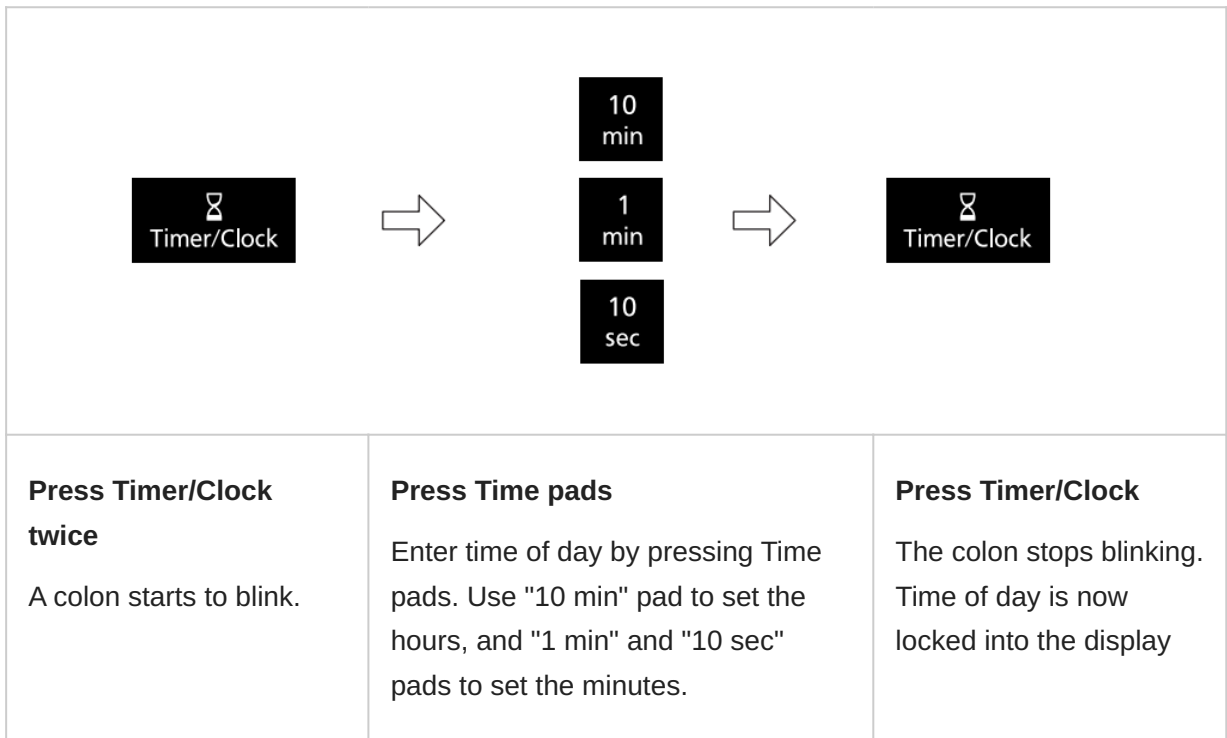 10
min
Timer/Clock
1
min
Timer/Clock
10
sec
Press Timer/Clock
twice
A colon starts to blink.
Press Time pads
Enter time of day by pressing Time
pads. Use "10 min" pad to set the
hours, and "1 min" and "10 sec"
pads to set the minutes.
Press Timer/Clock
The colon stops blinking.
Time of day is now
locked into the display